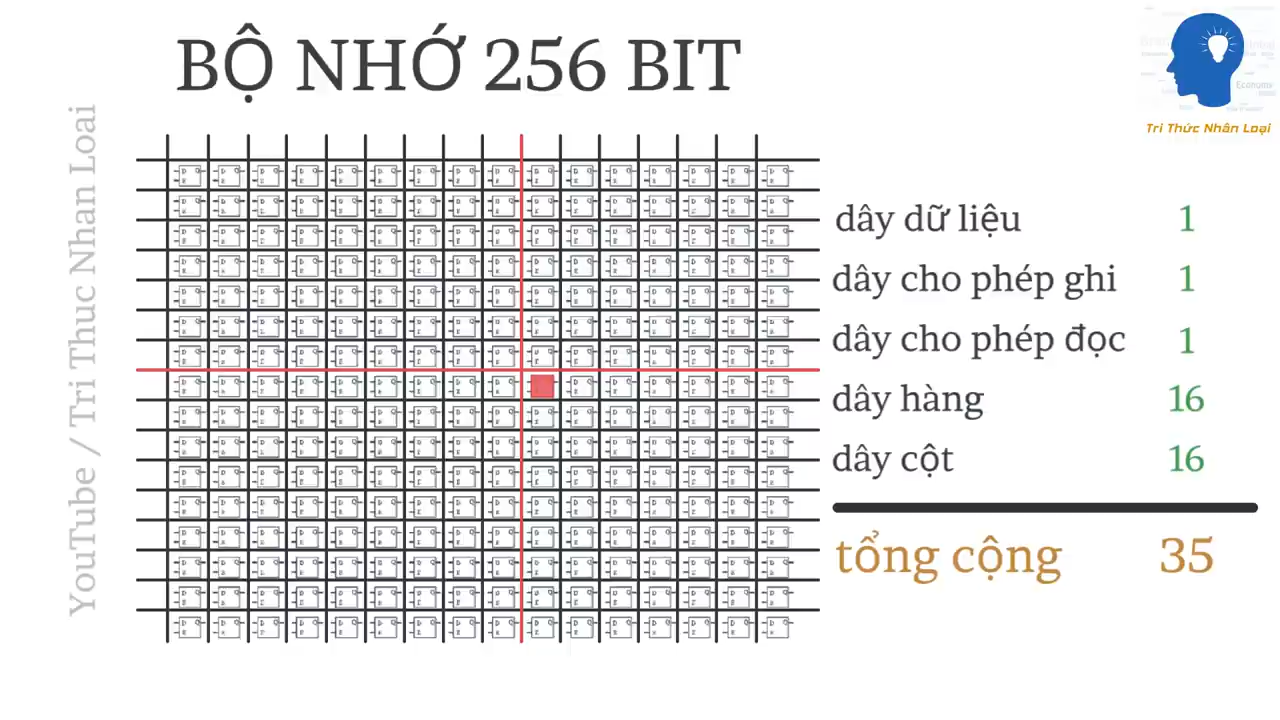 BỘ NHỚ 256 BIT
Tri Thức Nhân Loại
YouTube / Tri Thuc Nhan Loai
dây dữ liệu 1
dây cho phép ghi 1
dây cho phép đọc 1
dây hàng 16
dây cột 16
tổng cộng 35